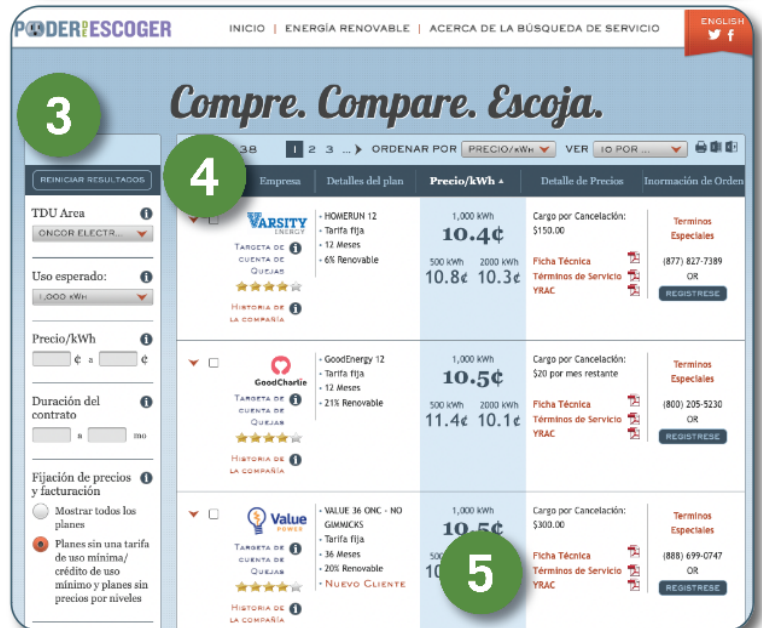 PODER DE ESCOGER
INICIO | ENERGÍA RENOVABLE | ACERCA DE LA BÚSQUEDA DE SERVICIO
ENGLISH
Compre. Compare. Escoja.
3
REINICIAR RESULTADOS
TDU Area
ONCOR ELECTR...
Uso esperado:
1,000 KWH
Precio/kWh
¢ a ¢
Duración del
contrato
a mo
Fijación de precios
y facturación
Mostrar todos los
planes
Planes sin una tarifa
de uso mínima/
crédito de uso
mínimo y planes sin
precios por niveles
4
38 1 2 3 ... ORDENAR POR PRECIO/KWH VER 10 POR ...
Empresa Detalles del plan Precio/kWh Detalle de Precios Inormación de Orden
VARSITY
ENERGY
TARGETA DE
CUENTA DE
QUEJAS
HISTORIA DE
LA COMPAÑÍA
- HOMERUN 12
- Tarifa fija
- 12 Meses
- 6% Renovable
1,000 kWh
10.4¢
500 kWh 2000 kWh
10.8¢ 10.3¢
Cargo por Cancelación:
$150.00
Ficha Técnica
Términos de Servicio
YRAC
Terminos
Especiales
(877) 827-7389
OR
REGISTRESE
GoodCharlie
TARGETA DE
CUENTA DE
QUEJAS
HISTORIA DE
LA COMPAÑÍA
- GoodEnergy 12
- Tarifa fija
- 12 Meses
- 21% Renovable
1,000 kWh
10.5¢
500 kWh 2000 kWh
11.4¢ 10.1¢
Cargo por Cancelación:
$20 por mes restante
Ficha Técnica
Términos de Servicio
YRAC
Terminos
Especiales
(800) 205-5230
OR
REGISTRESE
Value
POWER
TARGETA DE
CUENTA DE
QUEJAS
HISTORIA DE
LA COMPAÑÍA
- VALUE 36 ONC - NO
GIMMICKS
- Tarifa fija
- 36 Meses
- 20% Renovable
- NUEVO CLIENTE
1,000 kWh
10.5¢
5
Cargo por Cancelación:
$300.00
Ficha Técnica
Términos de Servicio
YRAC
Terminos
Especiales
(888) 699-0747
OR
REGISTRESE